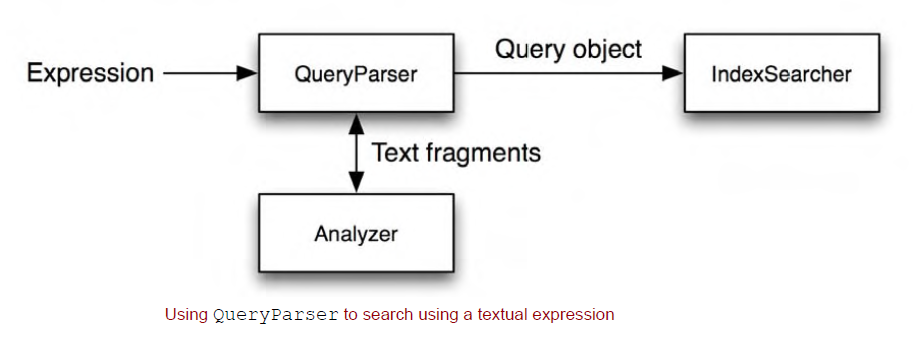 Query object
Expression
QueryParser
IndexSearcher
Text fragments
Analyzer
Using QueryParser to search using a textual expression